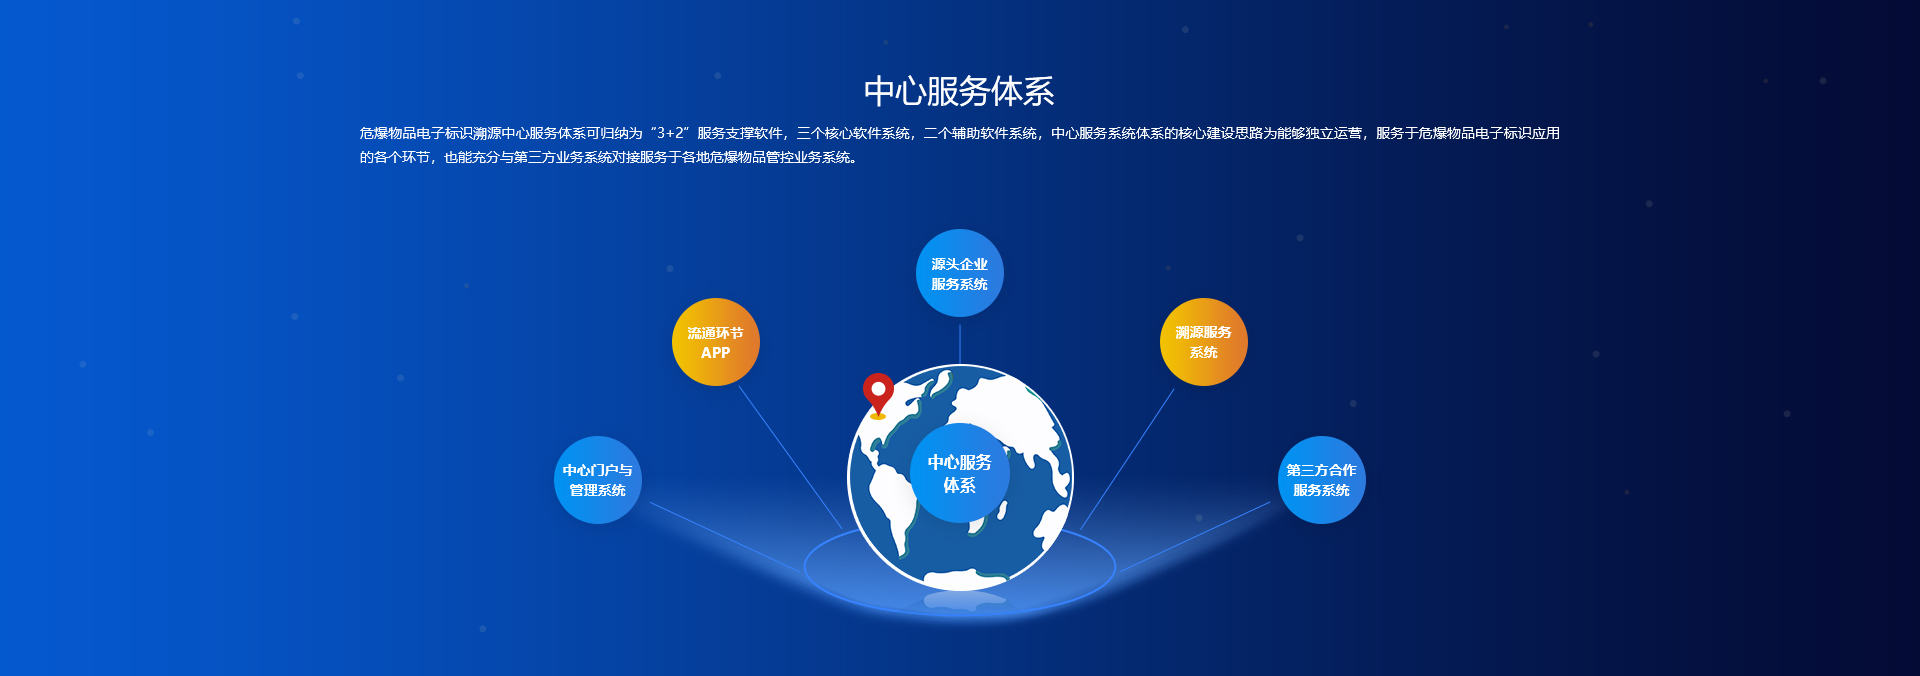 中心服务体系
危爆物品电子标识溯源中心服务体系可归纳为“3+2”服务支撑软件，三个核心软件系统，二个辅助软件系统，中心服务系统体系的核心建设思路为能够独立运营，服务于危爆物品电子标识应用
的各个环节，也能充分与第三方业务系统对接服务于各地危爆物品管控业务系统。
源头企业
服务系统
流通环节
APP
溯源服务
系统
中心门户与
管理系统
中心服务
体系
第三方合作
服务系统